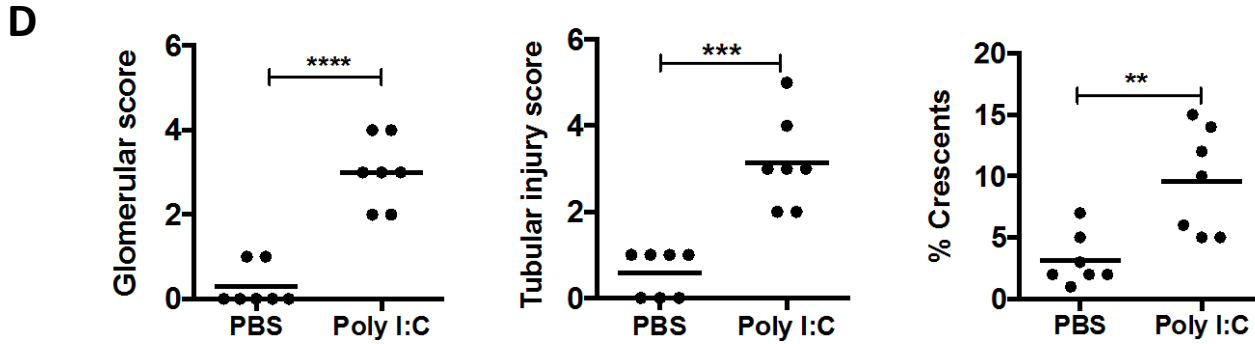 D
Glomerular score
6
4
2
0
****
PBS
Poly I:C
Tubular injury score
6
4
2
0
***
PBS
Poly I:C
% Crescents
20
15
10
5
0
**
PBS
Poly I:C